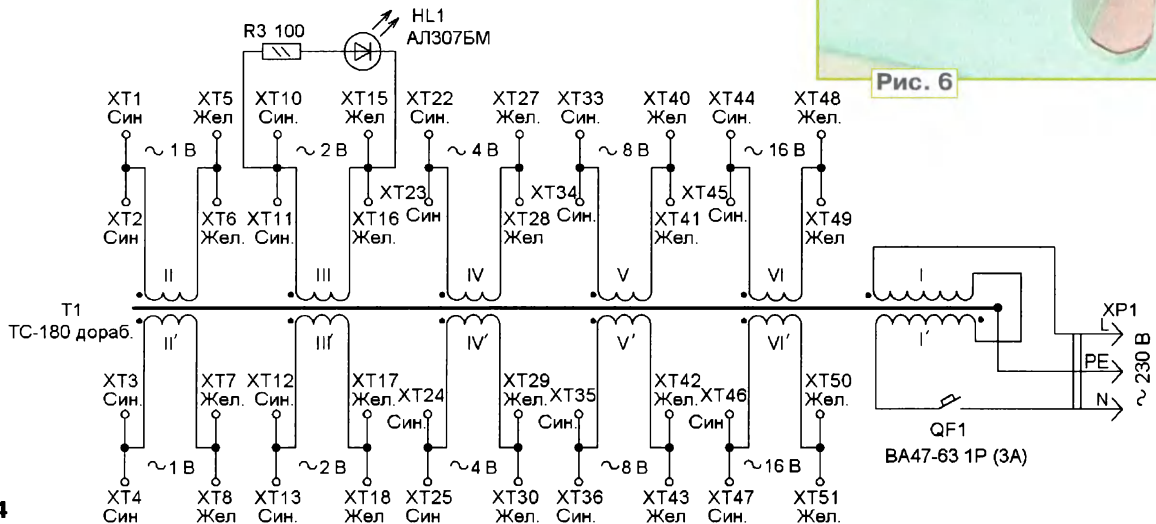 HL1
АЛ307БМ
R3 100
Рис. 6
XT1 XT5 XT10 XT15 XT22 XT27 XT33 XT40 XT44 XT48
Син Жел Син. Жел Син. Жел. Син. Жел Син. Жел.
~ 1 В ~ 2 В ~ 4 В ~ 8 В ~ 16 В
XT23 XT34 XT45
Син Син. Син.
XT2 XT6 XT11 XT16 XT28 XT41 XT49
Син Жел. Син. Жел. Жел Жел. Жел
II III IV V VI I
T1
ТС-180 дораб.
II′ III′ IV′ V′ VI′ I′
XP1
L
PE
N
~ 230 В
XT3 XT7 XT12 XT17 XT24 XT29 XT35 XT42 XT46 XT50
Син. Жел. Син. Жел. Син. Жел. Син. Жел. Син Жел.
QF1
ВА47-63 1P (3А)
~1 В ~2 В ~4 В ~8 В ~16 В
XT4 XT8 XT13 XT18 XT25 XT30 XT36 XT43 XT47 XT51
Син Жел Син. Жел Син Жел Син. Жел Син. Жел.
4